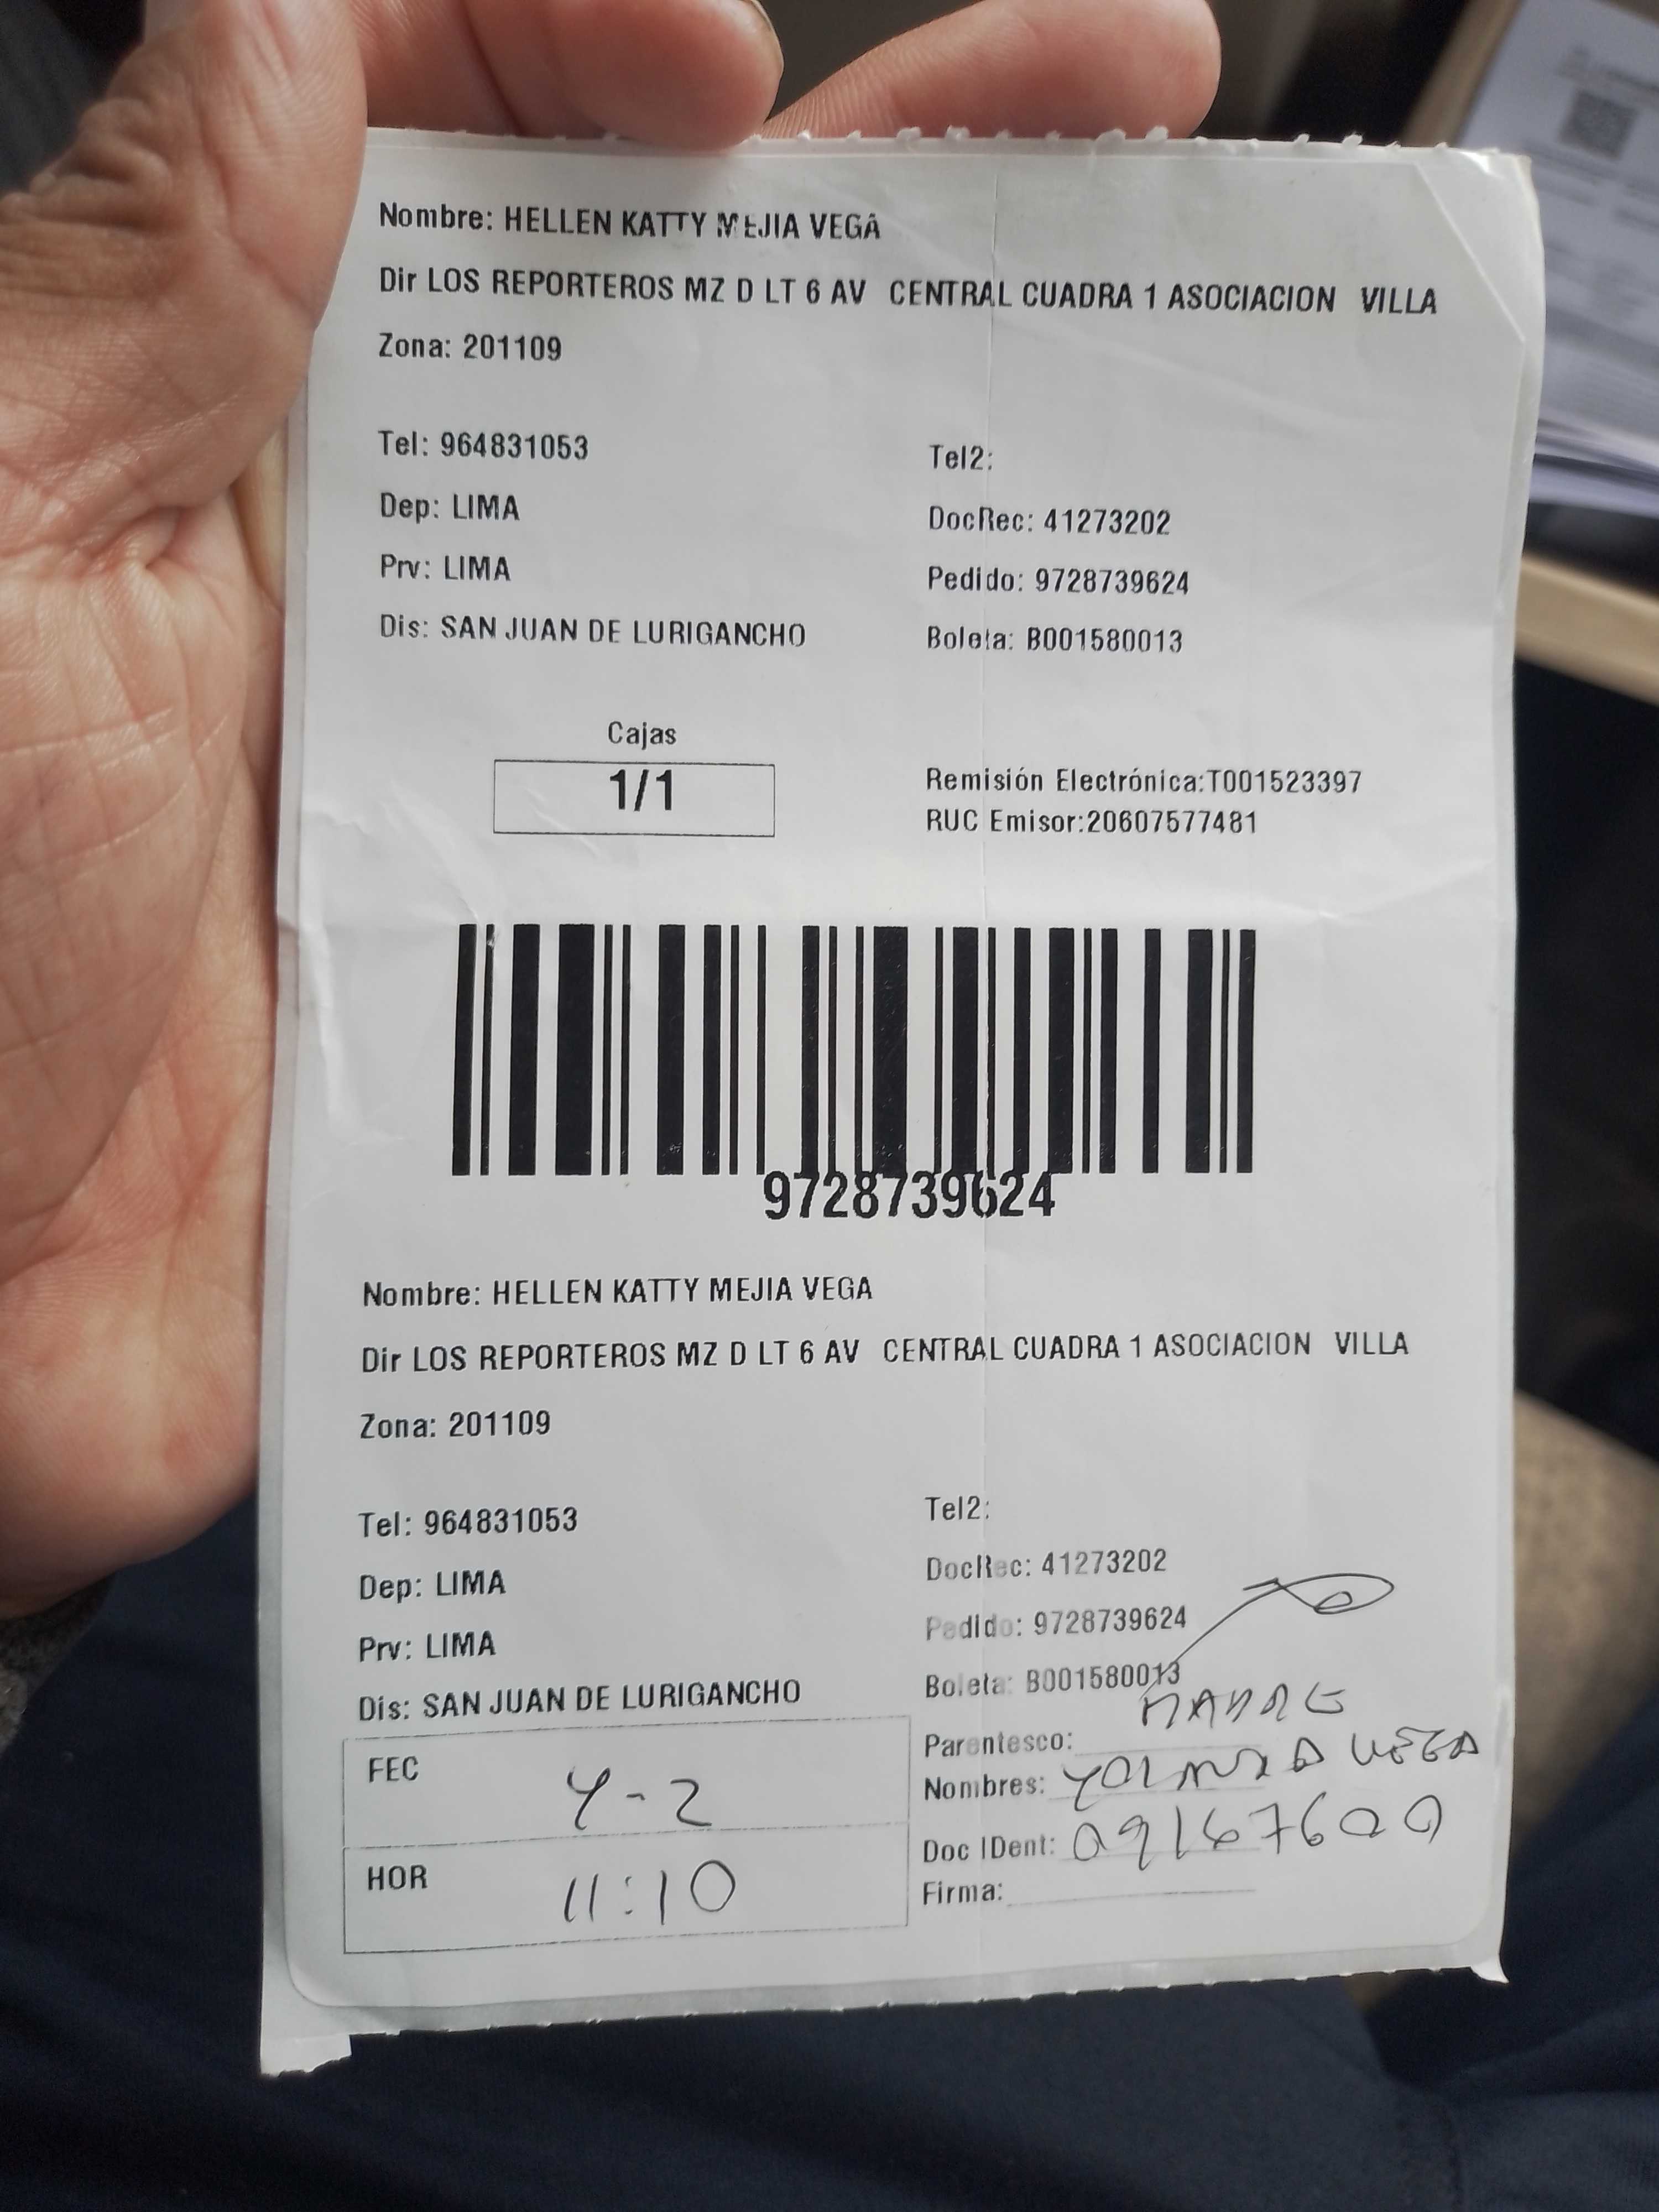 Nombre: HELLEN KATTY MEJIA VEGA
Dir LOS REPORTEROS MZ D LT 6 AV CENTRAL CUADRA 1 ASOCIACION VILLA
Zona: 201109
Tel: 964831053
Tel2:
Dep: LIMA
DocRec: 41273202
Prv: LIMA
Pedido: 9728739624
Dis: SAN JUAN DE LURIGANCHO
Boleta: B001580013
Cajas
1/1
Remisión Electrónica:T001523397
RUC Emisor:20607577481
9728739624
Nombre: HELLEN KATTY MEJIA VEGA
Dir LOS REPORTEROS MZ D LT 6 AV CENTRAL CUADRA 1 ASOCIACION VILLA
Zona: 201109
Tel: 964831053
Tel2:
Dep: LIMA
DocRec: 41273202
Prv: LIMA
Pedido: 9728739624
Dis: SAN JUAN DE LURIGANCHO
Boleta: B001580013
FEC 4-2
HOR 11:10
Parentesco: MADRE
Nombres: VEGA
Doc IDent: 09167600
Firma: